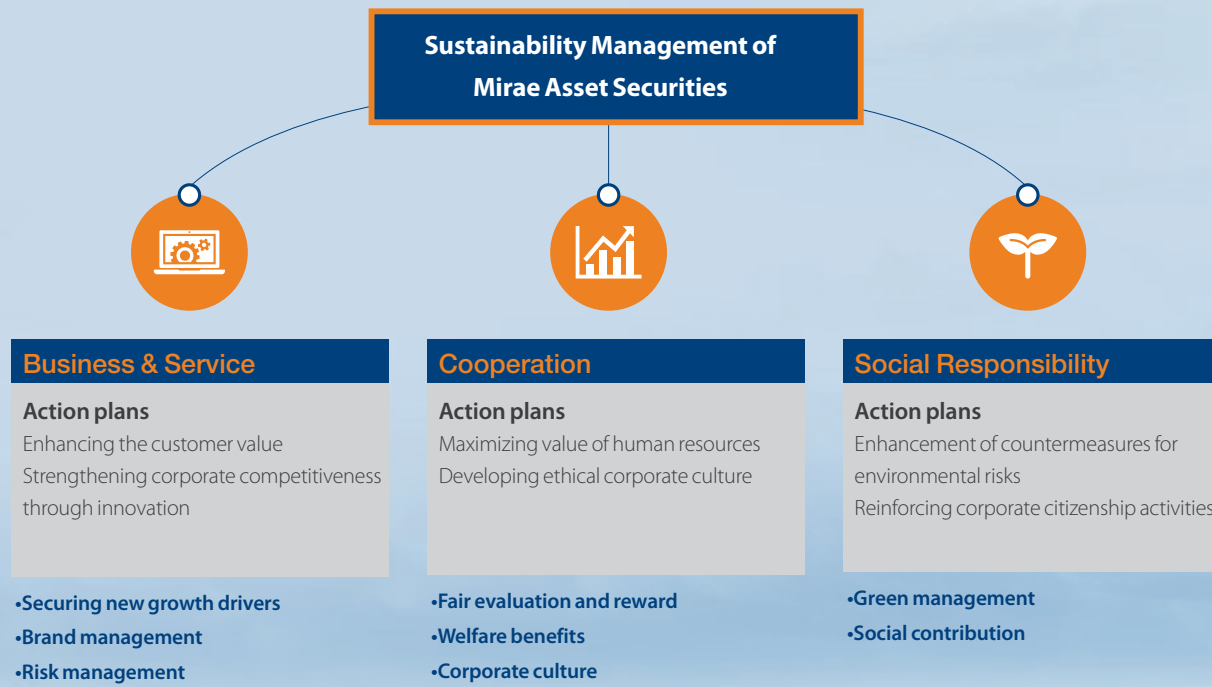 Sustainability Management of
Mirae Asset Securities
Business & Service
Action plans
Enhancing the customer value
Strengthening corporate competitiveness
through innovation
•Securing new growth drivers
•Brand management
•Risk management
Cooperation
Action plans
Maximizing value of human resources
Developing ethical corporate culture
•Fair evaluation and reward
•Welfare benefits
•Corporate culture
Social Responsibility
Action plans
Enhancement of countermeasures for
environmental risks
Reinforcing corporate citizenship activities
•Green management
•Social contribution